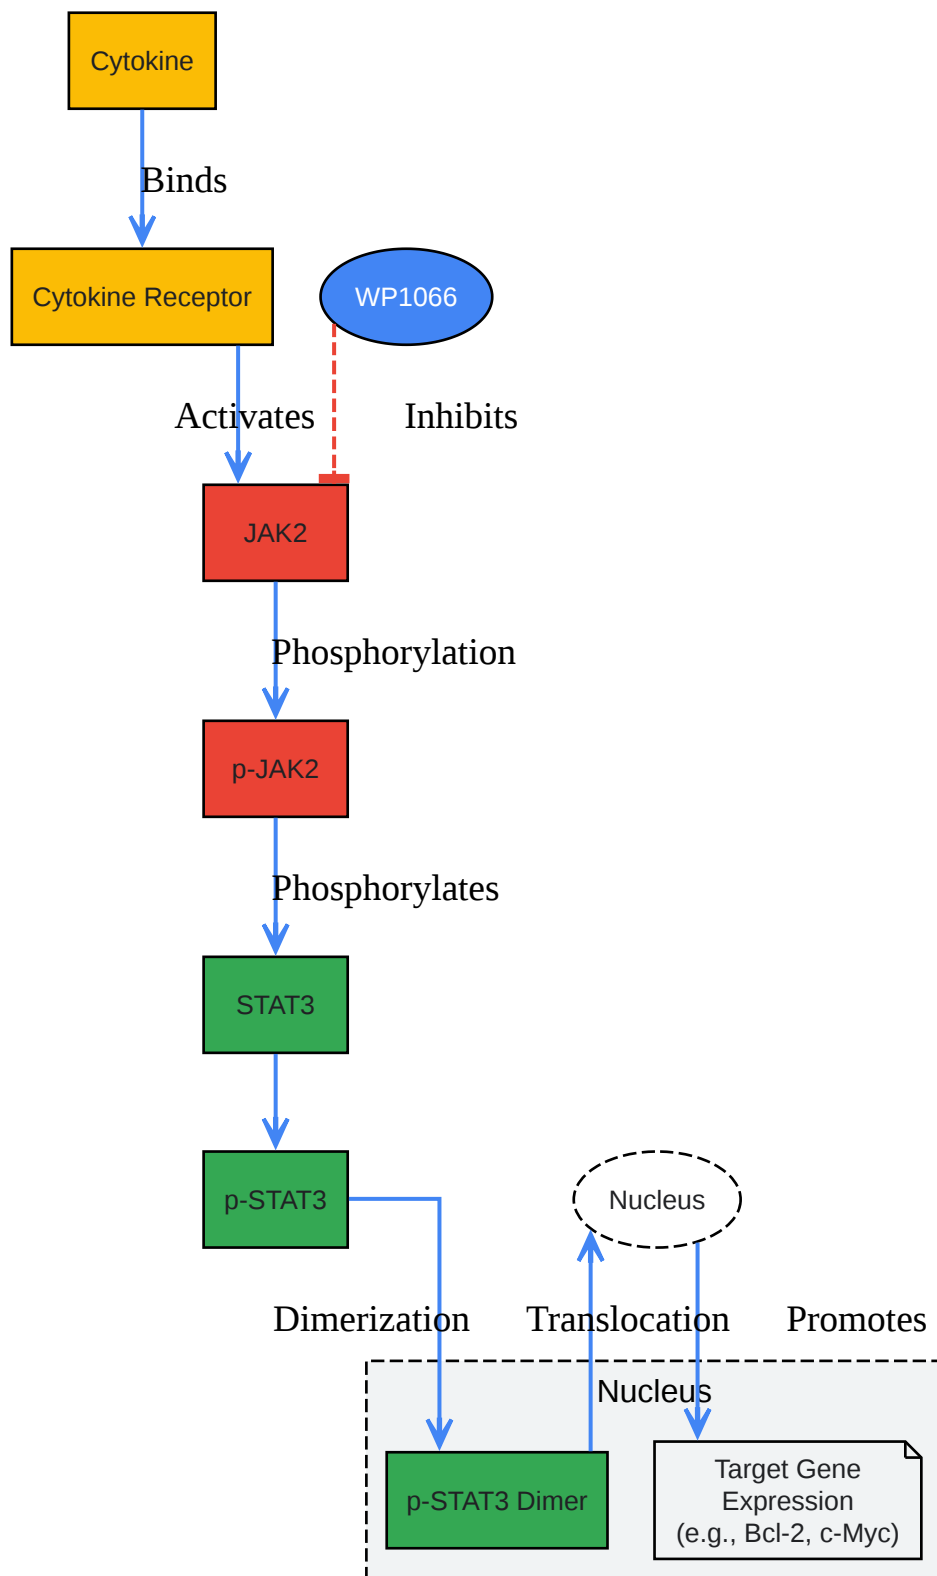 Cytokine
Binds
Cytokine Receptor
WP1066
Activates
Inhibits
JAK2
Phosphorylation
p-JAK2
Phosphorylates
STAT3
p-STAT3
Nucleus
Dimerization
Translocation
Promotes
Nucleus
p-STAT3 Dimer
Target Gene
Expression
(e.g., Bcl-2, c-Myc)